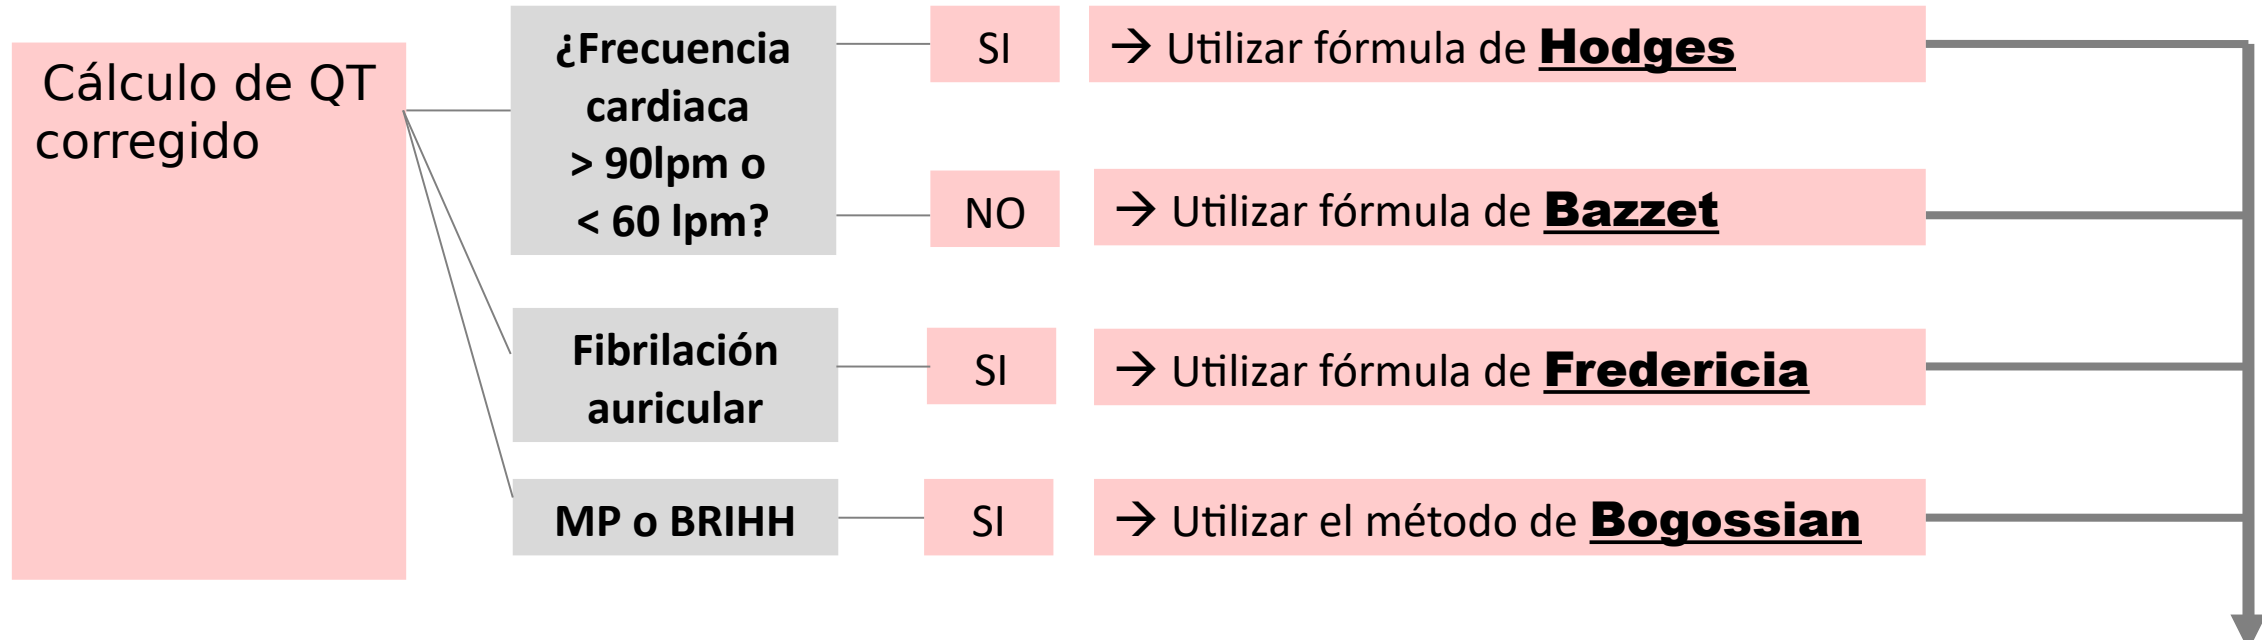 Cálculo de QT
corregido
¿Frecuencia
cardiaca
> 90lpm o
< 60 lpm?
SI
→ Utilizar fórmula de Hodges
NO
→ Utilizar fórmula de Bazzet
Fibrilación
auricular
SI
→ Utilizar fórmula de Fredericia
MP o BRIHH
SI
→ Utilizar el método de Bogossian